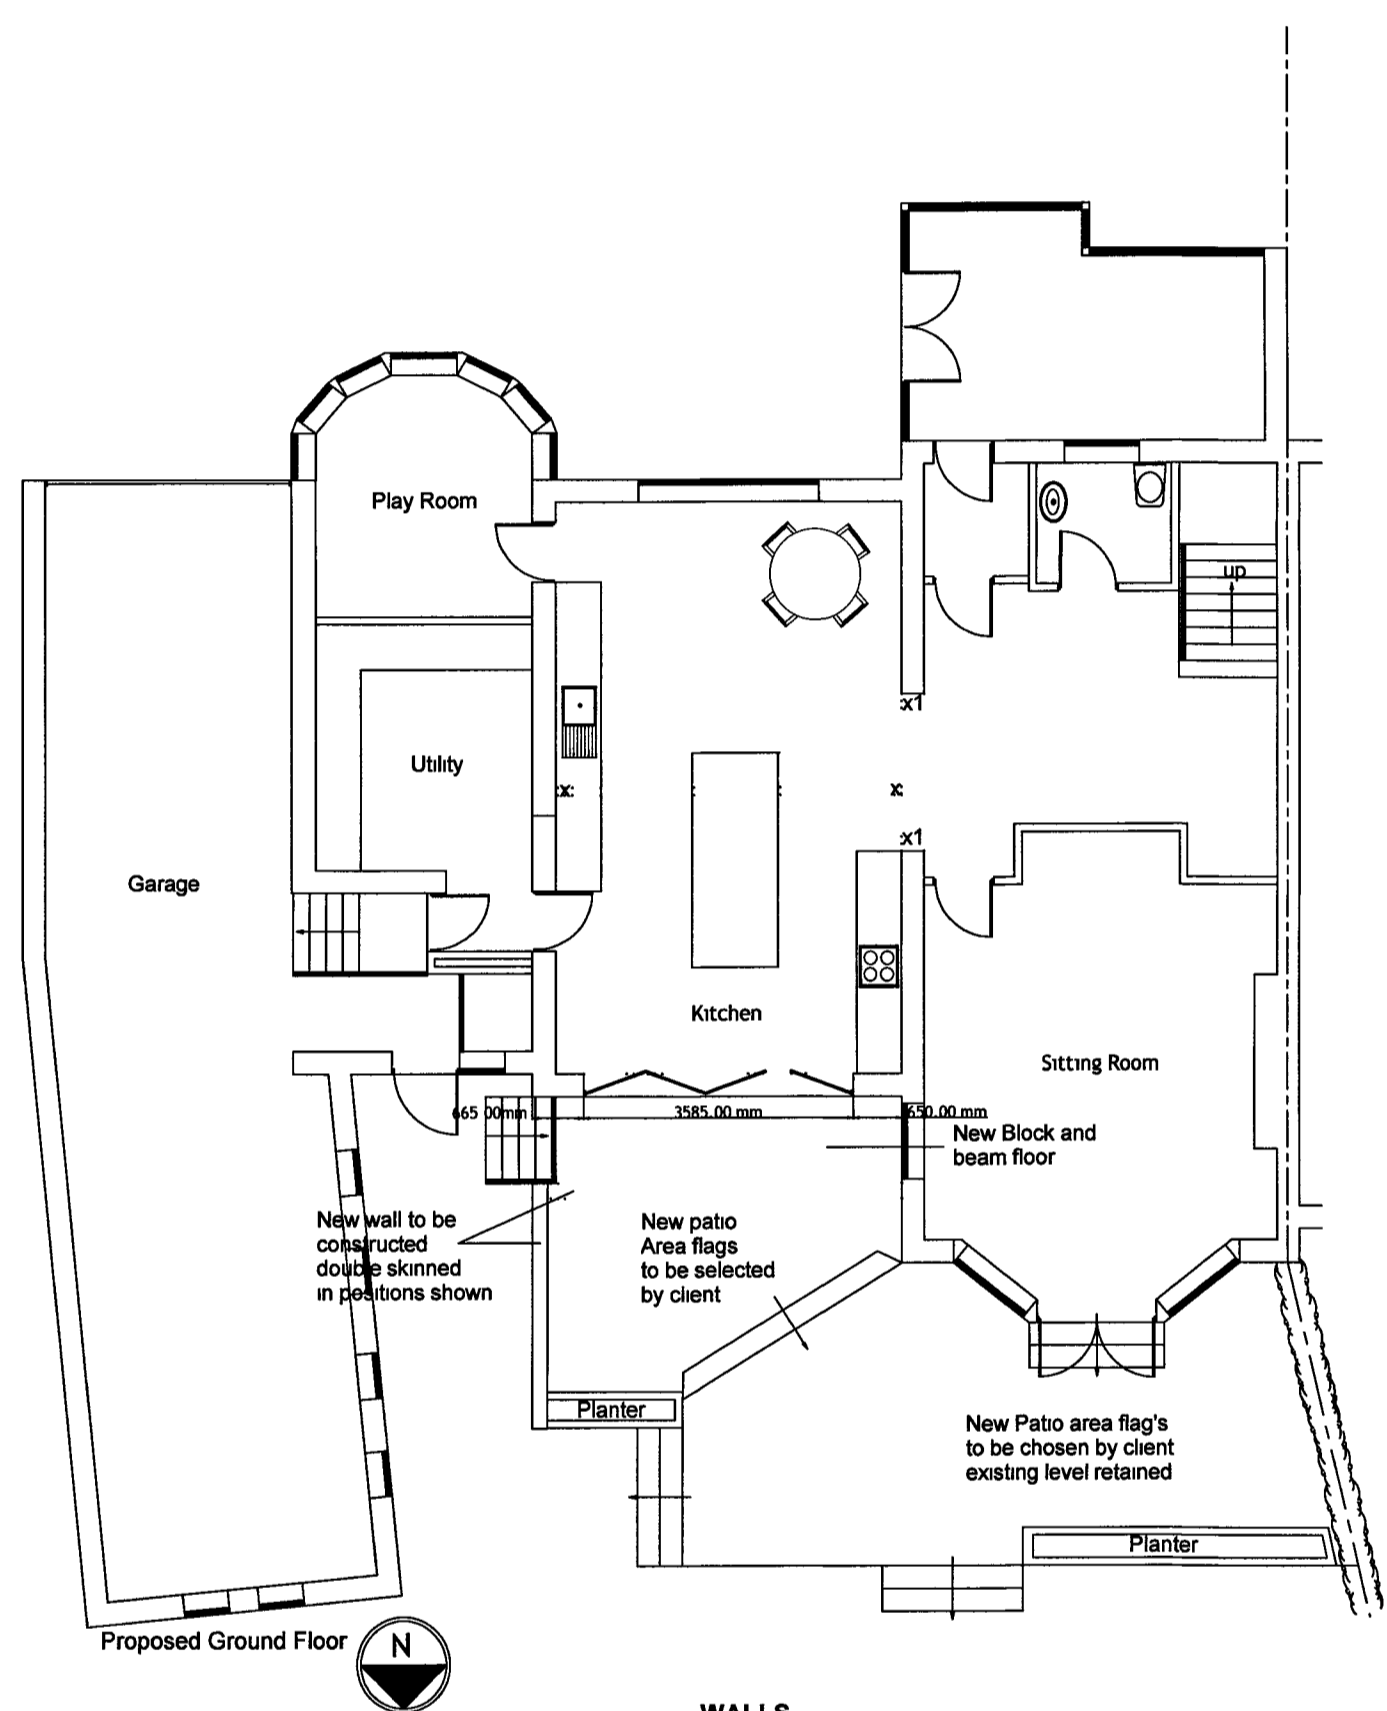 Play Room
up
x1
Utility
x
x
x1
Garage
Kitchen
Sitting Room
665 00mm
3585.00 mm
650.00 mm
New Block and
beam floor
New wall to be
constructed
double skinned
in positions shown
New patio
Area flags
to be selected
by client
Planter
New Patio area flag's
to be chosen by client
existing level retained
Planter
Proposed Ground Floor
N
WALLS